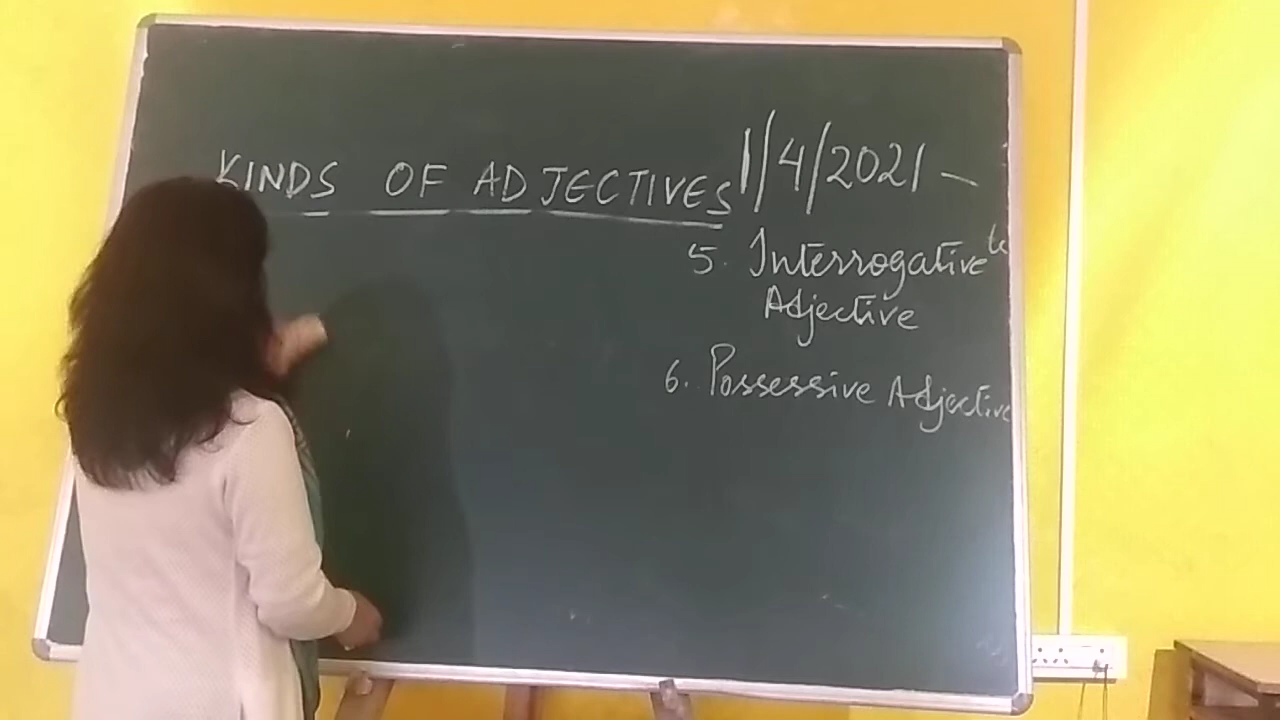 KINDS OF ADJECTIVES
1/4/2021 -
5. Interrogative
Adjective
6. Possessive Adjective